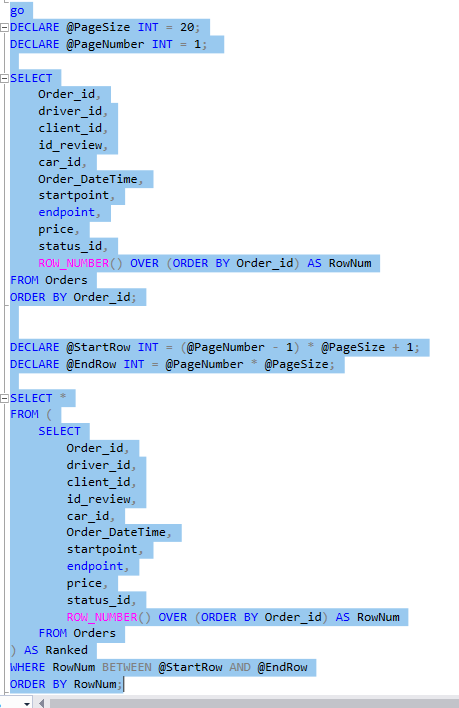 go
DECLARE @PageSize INT = 20;
DECLARE @PageNumber INT = 1;
SELECT
Order_id,
driver_id,
client_id,
id_review,
car_id,
Order_DateTime,
startpoint,
endpoint,
price,
status_id,
ROW_NUMBER() OVER (ORDER BY Order_id) AS RowNum
FROM Orders
ORDER BY Order_id;
DECLARE @StartRow INT = (@PageNumber - 1) * @PageSize + 1;
DECLARE @EndRow INT = @PageNumber * @PageSize;
SELECT *
FROM (
SELECT
Order_id,
driver_id,
client_id,
id_review,
car_id,
Order_DateTime,
startpoint,
endpoint,
price,
status_id,
ROW_NUMBER() OVER (ORDER BY Order_id) AS RowNum
FROM Orders
) AS Ranked
WHERE RowNum BETWEEN @StartRow AND @EndRow
ORDER BY RowNum;